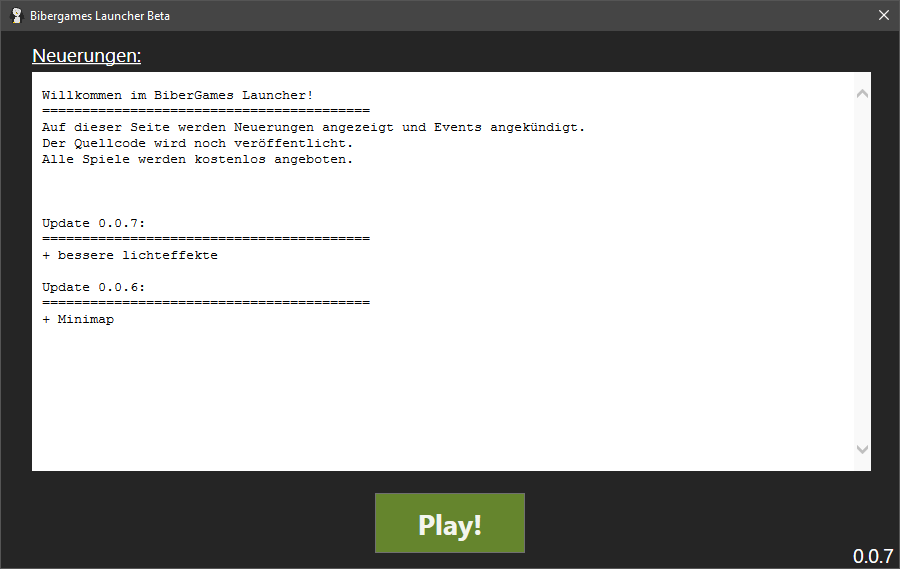 Bibergames Launcher Beta
Neuerungen:
Willkommen im BiberGames Launcher!
=========================================
Auf dieser Seite werden Neuerungen angezeigt und Events angekündigt.
Der Quellcode wird noch veröffentlicht.
Alle Spiele werden kostenlos angeboten.
Update 0.0.7:
=========================================
+ bessere lichteffekte
Update 0.0.6:
=========================================
+ Minimap
Play!
0.0.7